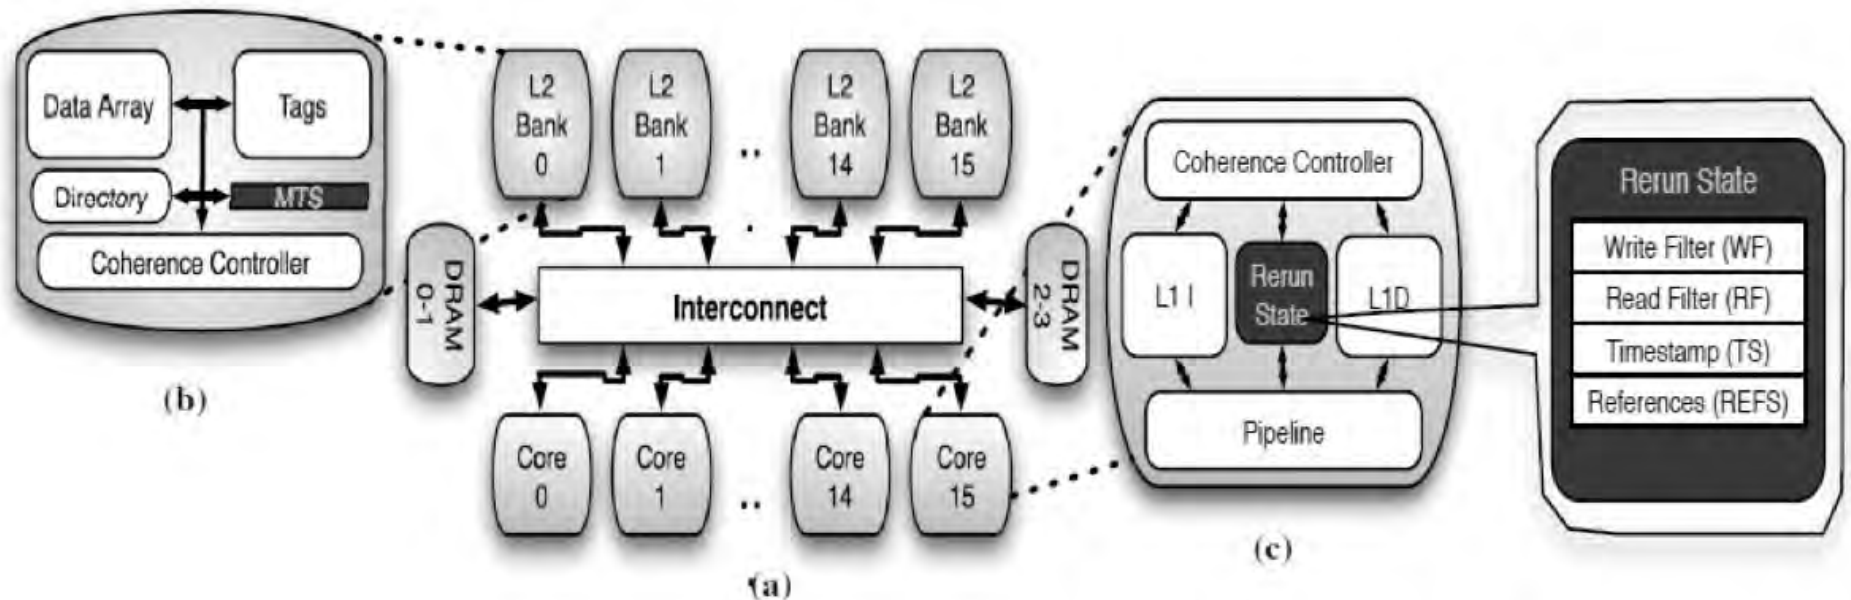 Data Array
Tags
Directory
MTS
Coherence Controller
(b)
L2
Bank
0
L2
Bank
1
..
L2
Bank
14
L2
Bank
15
DRAM
0-1
Interconnect
DRAM
2-3
Core
0
Core
1
..
Core
14
Core
15
(a)
Coherence Controller
L1 I
Rerun
State
L1D
Pipeline
(c)
Rerun State
Write Filter (WF)
Read Filter (RF)
Timestamp (TS)
References (REFS)